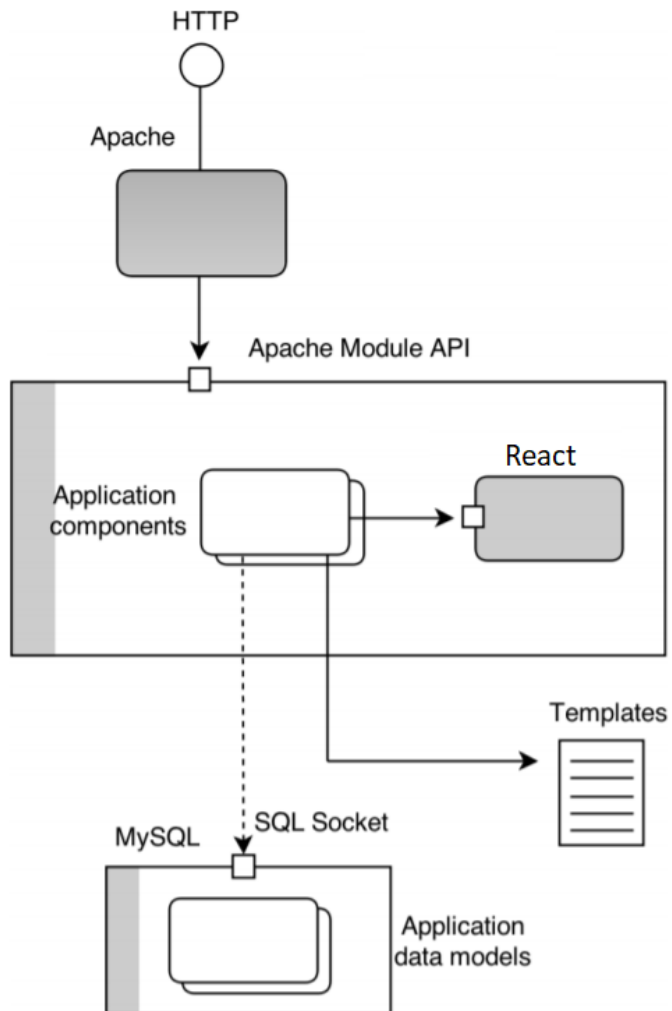 HTTP
Apache
Apache Module API
React
Application
components
Templates
SQL Socket
MySQL
Application
data models